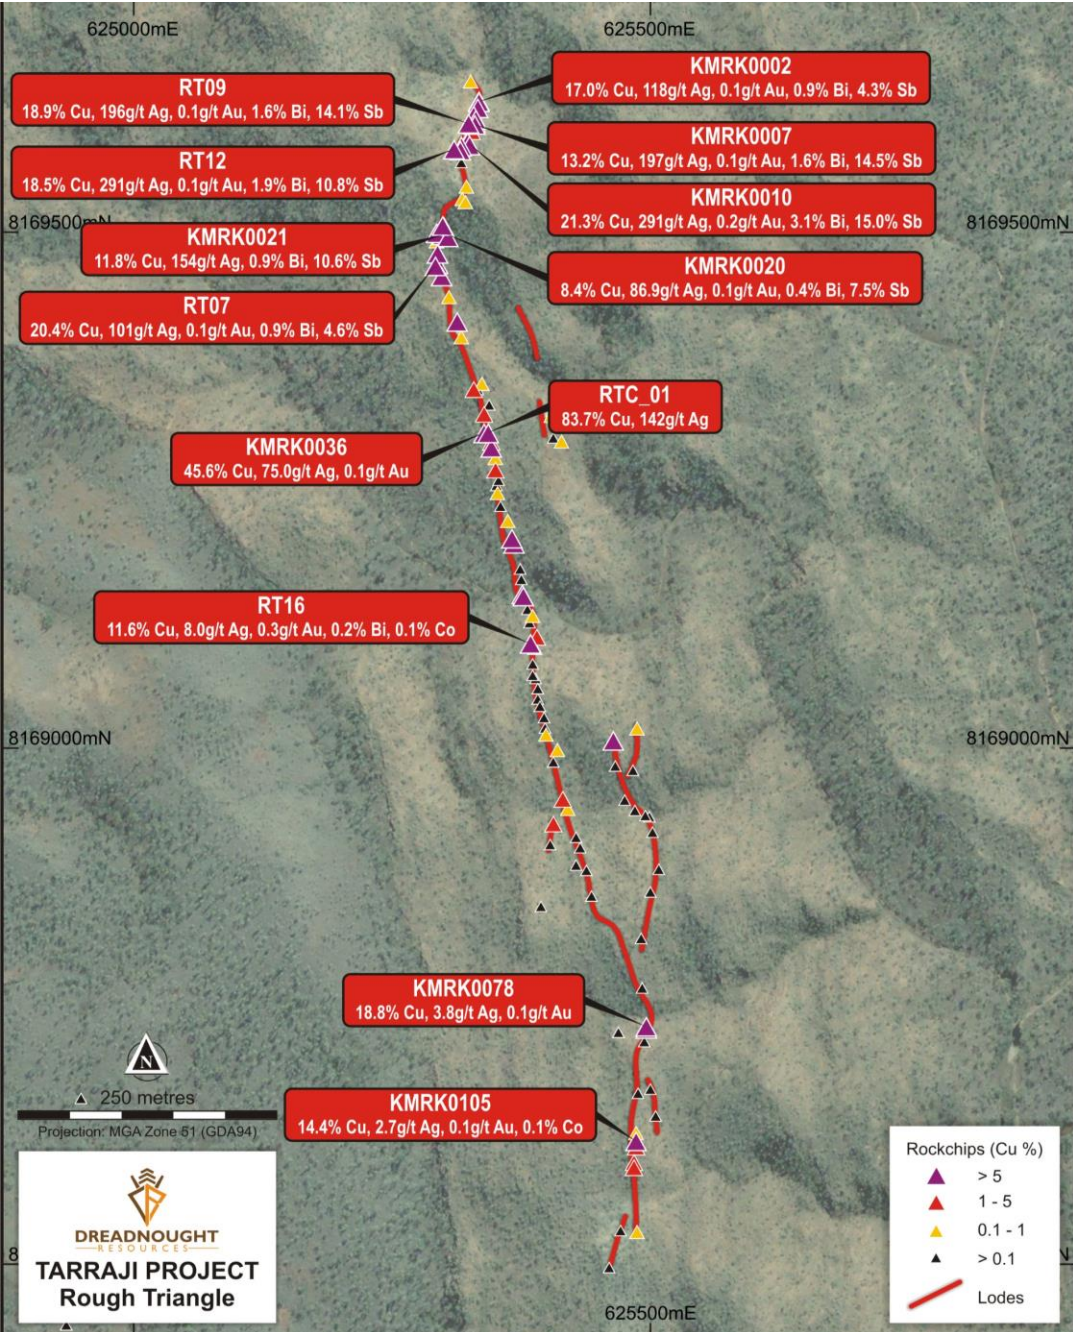 625000mE
625500mE
KMRK0002
17.0% Cu, 118g/t Ag, 0.1g/t Au, 0.9% Bi, 4.3% Sb
RT09
18.9% Cu, 196g/t Ag, 0.1g/t Au, 1.6% Bi, 14.1% Sb
KMRK0007
13.2% Cu, 197g/t Ag, 0.1g/t Au, 1.6% Bi, 14.5% Sb
RT12
18.5% Cu, 291g/t Ag, 0.1g/t Au, 1.9% Bi, 10.8% Sb
KMRK0010
21.3% Cu, 291g/t Ag, 0.2g/t Au, 3.1% Bi, 15.0% Sb
8169500mN
8169500mN
KMRK0021
11.8% Cu, 154g/t Ag, 0.9% Bi, 10.6% Sb
KMRK0020
8.4% Cu, 86.9g/t Ag, 0.1g/t Au, 0.4% Bi, 7.5% Sb
RT07
20.4% Cu, 101g/t Ag, 0.1g/t Au, 0.9% Bi, 4.6% Sb
RTC_01
83.7% Cu, 142g/t Ag
KMRK0036
45.6% Cu, 75.0g/t Ag, 0.1g/t Au
RT16
11.6% Cu, 8.0g/t Ag, 0.3g/t Au, 0.2% Bi, 0.1% Co
8169000mN
8169000mN
KMRK0078
18.8% Cu, 3.8g/t Ag, 0.1g/t Au
N
250 metres
Projection: MGA Zone 51 (GDA94)
KMRK0105
14.4% Cu, 2.7g/t Ag, 0.1g/t Au, 0.1% Co
Rockchips (Cu %)
> 5
1 - 5
0.1 - 1
> 0.1
Lodes
DREADNOUGHT
RESOURCES
TARRAJI PROJECT
Rough Triangle
625500mE